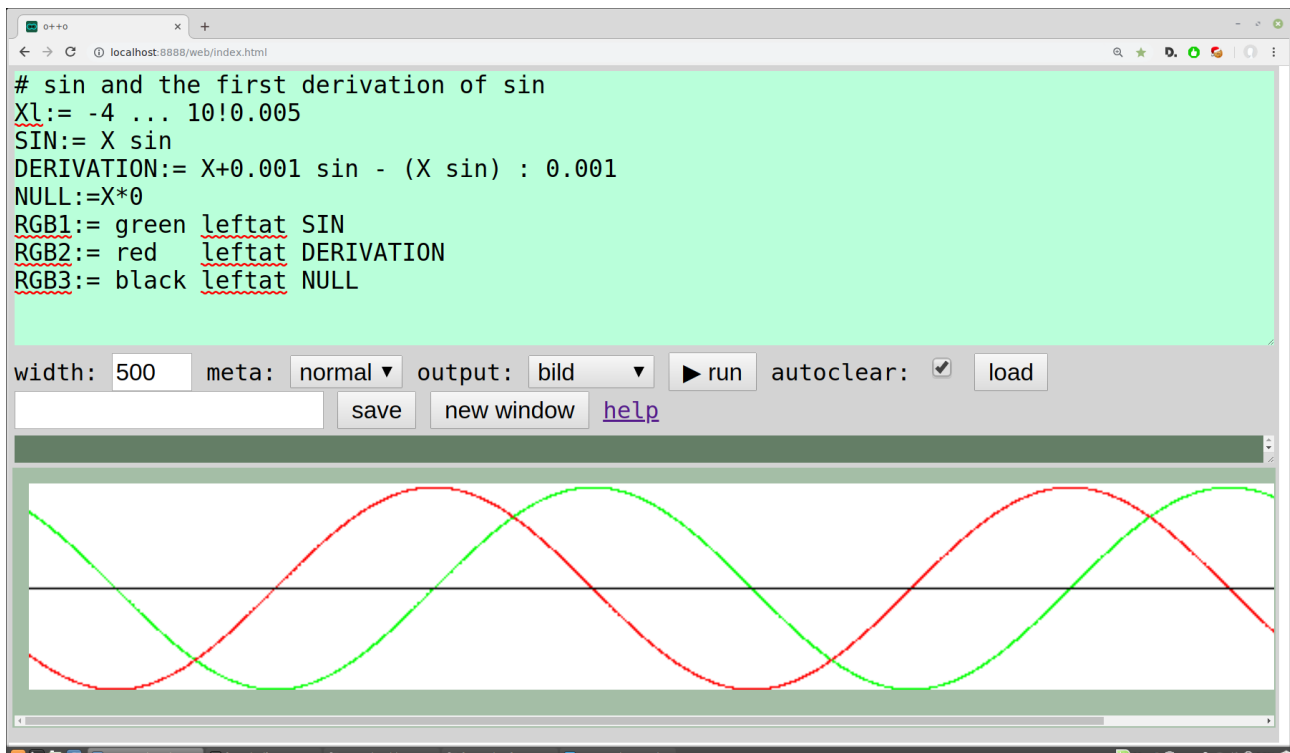 o++o × +
localhost:8888/web/index.html D.
# sin and the first derivation of sin
Xl:= -4 ... 10!0.005
SIN:= X sin
DERIVATION:= X+0.001 sin - (X sin) : 0.001
NULL:=X*0
RGB1:= green leftat SIN
RGB2:= red   leftat DERIVATION
RGB3:= black leftat NULL
width: 500 meta: normal ▼ output: bild ▼ ▶ run autoclear: ✔ load
save new window help